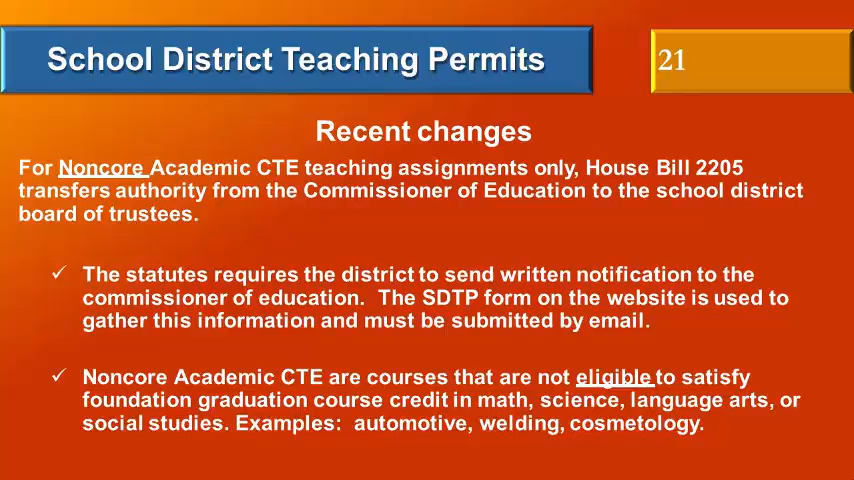 School District Teaching Permits
21
Recent changes
For Noncore Academic CTE teaching assignments only, House Bill 2205
transfers authority from the Commissioner of Education to the school district
board of trustees.
✓ The statutes requires the district to send written notification to the
commissioner of education.  The SDTP form on the website is used to
gather this information and must be submitted by email.
✓ Noncore Academic CTE are courses that are not eligible to satisfy
foundation graduation course credit in math, science, language arts, or
social studies. Examples:  automotive, welding, cosmetology.